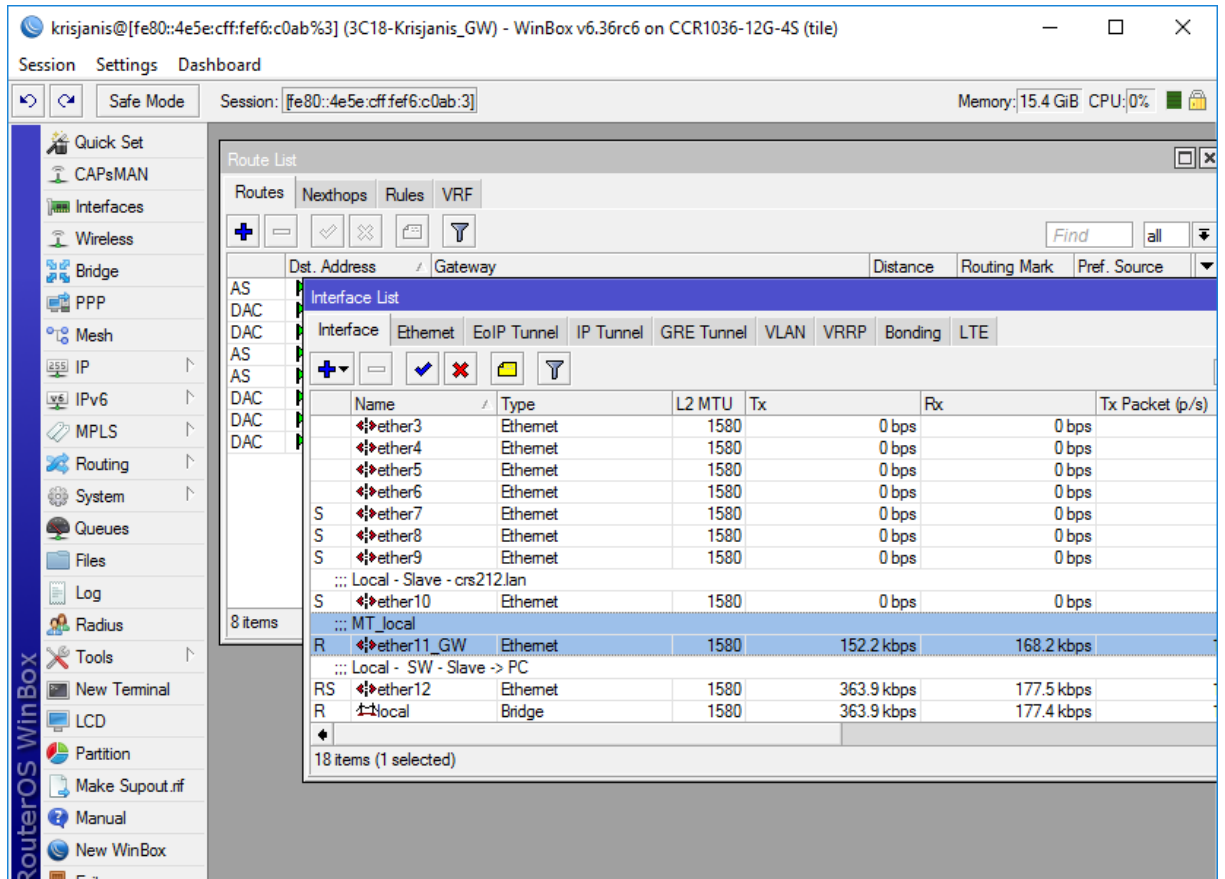 krisjanis@[fe80::4e5e:cff:fef6:c0ab%3] (3C18-Krisjanis_GW) - WinBox v6.36rc6 on CCR1036-12G-4S (tile)
Session Settings Dashboard
Safe Mode Session: [fe80::4e5e:cff:fef6:c0ab:3] Memory: 15.4 GiB CPU: 0%
Quick Set
CAPsMAN
Interfaces
Wireless
Bridge
PPP
Mesh
IP
IPv6
MPLS
Routing
System
Queues
Files
Log
Radius
Tools
New Terminal
LCD
Partition
Make Supout.rif
Manual
New WinBox
RouterOS WinBox
Route List
Routes Nexthops Rules VRF
Find all
Dst. Address Gateway Distance Routing Mark Pref. Source
AS
DAC
DAC
AS
AS
DAC
DAC
DAC
8 items
Interface List
Interface Ethernet EoIP Tunnel IP Tunnel GRE Tunnel VLAN VRRP Bonding LTE
Name Type L2 MTU Tx Rx Tx Packet (p/s)
ether3 Ethernet 1580 0 bps 0 bps
ether4 Ethernet 1580 0 bps 0 bps
ether5 Ethernet 1580 0 bps 0 bps
ether6 Ethernet 1580 0 bps 0 bps
S ether7 Ethernet 1580 0 bps 0 bps
S ether8 Ethernet 1580 0 bps 0 bps
S ether9 Ethernet 1580 0 bps 0 bps
;;; Local - Slave - crs212.lan
S ether10 Ethernet 1580 0 bps 0 bps
;;; MT_local
R ether11_GW Ethernet 1580 152.2 kbps 168.2 kbps
;;; Local - SW - Slave -> PC
RS ether12 Ethernet 1580 363.9 kbps 177.5 kbps
R local Bridge 1580 363.9 kbps 177.4 kbps
18 items (1 selected)